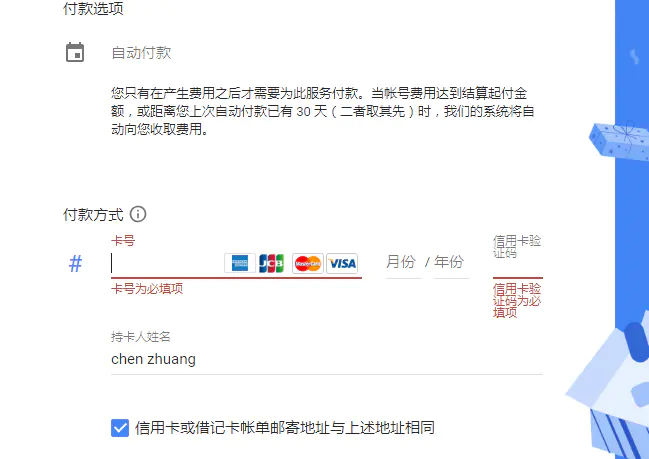 付款选项
自动付款
您只有在产生费用之后才需要为此服务付款。当帐号费用达到结算起付金
额，或距离您上次自动付款已有 30 天（二者取其先）时，我们的系统将自
动向您收取费用。
付款方式
卡号
信用卡验
证码
# JCB MasterCard VISA 月份 / 年份
卡号为必填项
信用卡验
证码为必
填项
持卡人姓名
chen zhuang
信用卡或借记卡帐单邮寄地址与上述地址相同